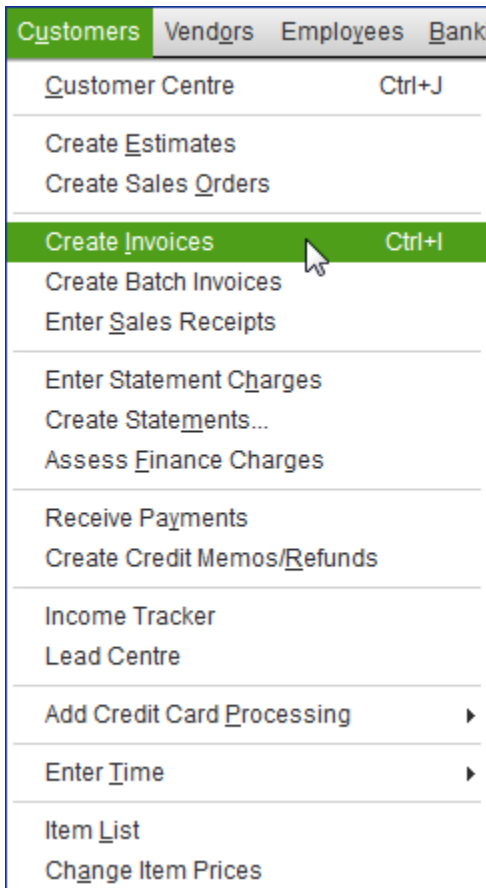 Customers Vendors Employees Bank
Customer Centre Ctrl+J
Create Estimates
Create Sales Orders
Create Invoices Ctrl+I
Create Batch Invoices
Enter Sales Receipts
Enter Statement Charges
Create Statements...
Assess Finance Charges
Receive Payments
Create Credit Memos/Refunds
Income Tracker
Lead Centre
Add Credit Card Processing
Enter Time
Item List
Change Item Prices